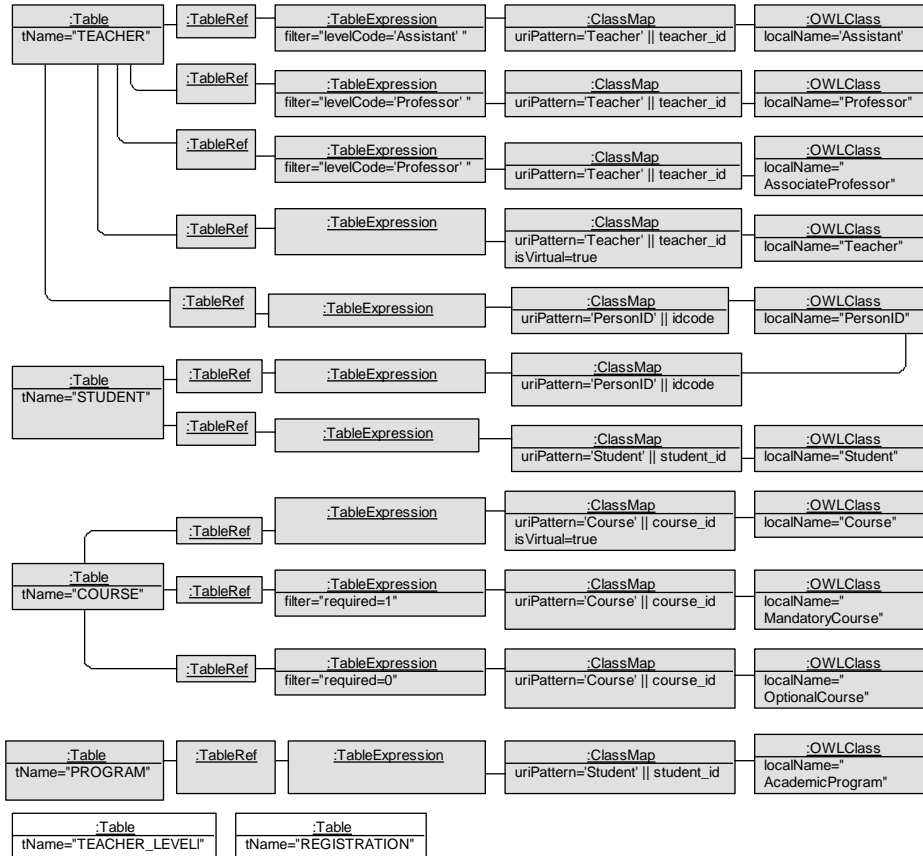 :Table
tName="TEACHER"
:TableRef
:TableExpression
filter="levelCode='Assistant' "
:ClassMap
uriPattern='Teacher' || teacher_id
:OWLClass
localName='Assistant'
:TableRef
:TableExpression
filter="levelCode='Professor' "
:ClassMap
uriPattern='Teacher' || teacher_id
:OWLClass
localName="Professor"
:TableRef
:TableExpression
filter="levelCode='Professor' "
:ClassMap
uriPattern='Teacher' || teacher_id
:OWLClass
localName="
AssociateProfessor"
:TableRef
:TableExpression
:ClassMap
uriPattern='Teacher' || teacher_id
isVirtual=true
:OWLClass
localName="Teacher"
:TableRef
:TableExpression
:ClassMap
uriPattern='PersonID' || idcode
:OWLClass
localName="PersonID"
:Table
tName="STUDENT"
:TableRef
:TableExpression
:ClassMap
uriPattern='PersonID' || idcode
:TableRef
:TableExpression
:ClassMap
uriPattern='Student' || student_id
:OWLClass
localName="Student"
:TableRef
:TableExpression
:ClassMap
uriPattern='Course' || course_id
isVirtual=true
:OWLClass
localName="Course"
:Table
tName="COURSE"
:TableRef
:TableExpression
filter="required=1"
:ClassMap
uriPattern='Course' || course_id
:OWLClass
localName="
MandatoryCourse"
:TableRef
:TableExpression
filter="required=0"
:ClassMap
uriPattern='Course' || course_id
:OWLClass
localName="
OptionalCourse"
:Table
tName="PROGRAM"
:TableRef
:TableExpression
:ClassMap
uriPattern='Student' || student_id
:OWLClass
localName="
AcademicProgram"
:Table
tName="TEACHER_LEVEL"
:Table
tName="REGISTRATION"